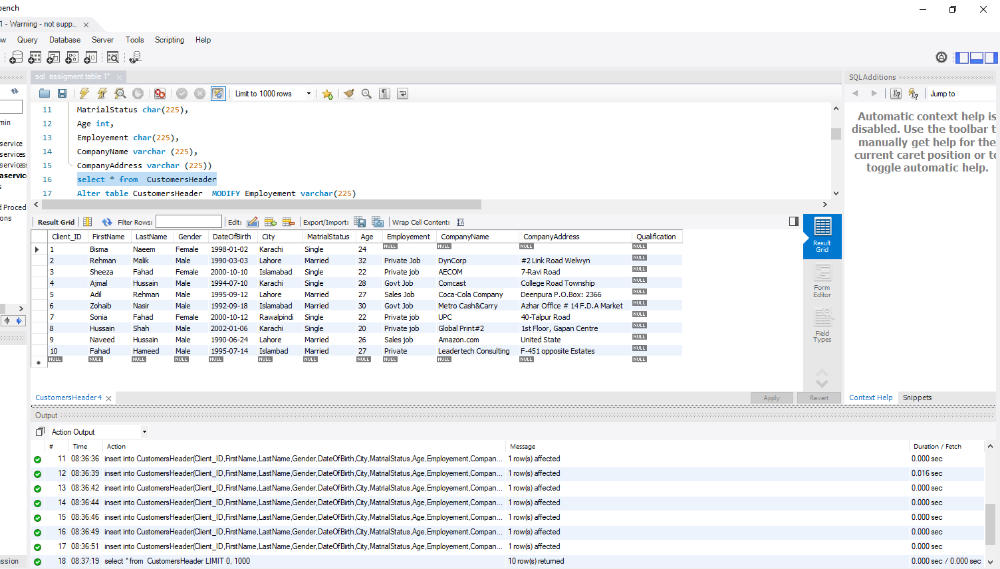 bench
1 - Warning - not supp...
ew Query Database Server Tools Scripting Help
sql assigment table 1*
SQLAdditions
Limit to 1000 rows
Jump to
11 MatrialStatus char(225),
12 Age int,
13 Employement char(225),
14 CompanyName varchar (225),
15 CompanyAddress varchar (225))
16 select * from CustomersHeader
17 Alter table CustomersHeader MODIFY Employement varchar(225)
Automatic context help is
disabled. Use the toolbar t
manually get help for the
current caret position or to
toggle automatic help.
min
service
services
services
aservic
s
d Proced
ions
Result Grid Filter Rows: Edit: Export/Import: Wrap Cell Content:
Client_ID FirstName LastName Gender DateOfBirth City MatrialStatus Age Employement CompanyName CompanyAddress Qualification
1 Bisma Naeem Female 1998-01-02 Karachi Single 24 NULL NULL NULL NULL
2 Rehman Malik Male 1990-03-03 Lahore Married 32 Private Job DynCorp #2 Link Road Welwyn NULL
3 Sheeza Fahad Female 2000-10-10 Islamabad Single 22 Private job AECOM 7-Ravi Road NULL
4 Ajmal Hussain Male 1994-07-10 Karachi Single 28 Govt Job Comcast College Road Township NULL
5 Adil Rehman Male 1995-09-12 Lahore Married 27 Sales Job Coca-Cola Company Deenpura P.O.Box: 2366 NULL
6 Zohaib Nasir Male 1992-09-18 Islamabad Married 30 Govt Job Metro Cash&Carry Azhar Office # 14 F.D.A Market NULL
7 Sonia Fahad Female 2000-10-12 Rawalpindi Single 22 Private job UPC 40-Talpur Road NULL
8 Hussain Shah Male 2002-01-06 Karachi Single 20 Private job Global Print#2 1st Floor, Gapan Centre NULL
9 Naveed Hussain Male 1990-06-24 Lahore Married 26 Sales job Amazon.com United State NULL
10 Fahad Hameed Male 1995-07-14 Islambad Married 27 Private Leadertech Consulting F-451 opposite Estates NULL
NULL NULL NULL NULL NULL NULL NULL NULL NULL NULL NULL NULL
Result
Grid
Form
Editor
Field
Types
CustomersHeader 4
Apply Revert
Context Help Snippets
Output
Action Output
# Time Action Message Duration / Fetch
11 08:36:36 insert into CustomersHeader(Client_ID,FirstName,LastName,Gender,DateOfBirth,City,MatrialStatus,Age,Employement,Compan... 1 row(s) affected 0.000 sec
12 08:36:39 insert into CustomersHeader(Client_ID,FirstName,LastName,Gender,DateOfBirth,City,MatrialStatus,Age,Employement,Compan... 1 row(s) affected 0.016 sec
13 08:36:42 insert into CustomersHeader(Client_ID,FirstName,LastName,Gender,DateOfBirth,City,MatrialStatus,Age,Employement,Compan... 1 row(s) affected 0.000 sec
14 08:36:44 insert into CustomersHeader(Client_ID,FirstName,LastName,Gender,DateOfBirth,City,MatrialStatus,Age,Employement,Compan... 1 row(s) affected 0.000 sec
15 08:36:46 insert into CustomersHeader(Client_ID,FirstName,LastName,Gender,DateOfBirth,City,MatrialStatus,Age,Employement,Compan... 1 row(s) affected 0.000 sec
16 08:36:49 insert into CustomersHeader(Client_ID,FirstName,LastName,Gender,DateOfBirth,City,MatrialStatus,Age,Employement,Compan... 1 row(s) affected 0.000 sec
17 08:36:51 insert into CustomersHeader(Client_ID,FirstName,LastName,Gender,DateOfBirth,City,MatrialStatus,Age,Employement,Compan... 1 row(s) affected 0.000 sec
18 08:37:19 select * from CustomersHeader LIMIT 0, 1000 10 row(s) returned 0.000 sec / 0.000 sec
ession